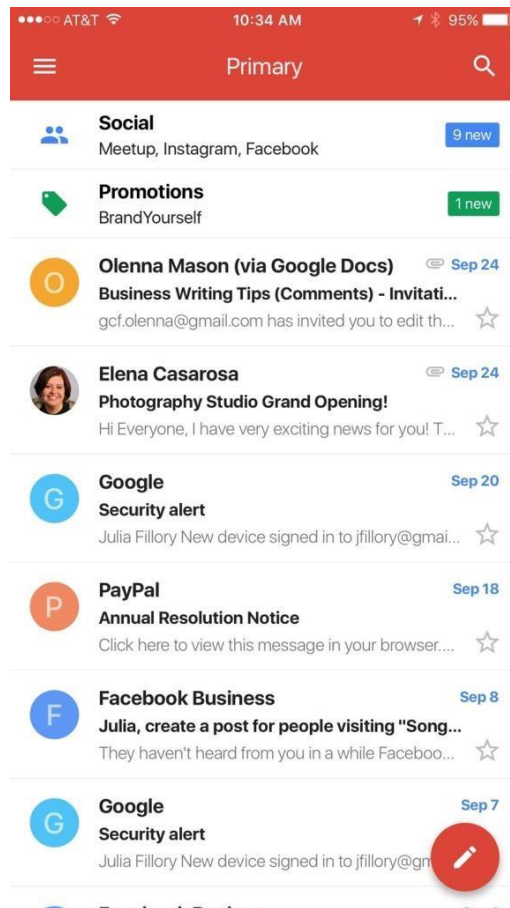 AT&T 10:34 AM 95%
Primary
Social
9 new
Meetup, Instagram, Facebook
Promotions
1 new
BrandYourself
O
Olenna Mason (via Google Docs) Sep 24
Business Writing Tips (Comments) - Invitati...
gcf.olenna@gmail.com has invited you to edit th...
Elena Casarosa Sep 24
Photography Studio Grand Opening!
Hi Everyone, I have very exciting news for you! T...
G
Google Sep 20
Security alert
Julia Fillory New device signed in to jfillory@gmai...
P
PayPal Sep 18
Annual Resolution Notice
Click here to view this message in your browser....
F
Facebook Business Sep 8
Julia, create a post for people visiting "Song...
They haven't heard from you in a while Faceboo...
G
Google Sep 7
Security alert
Julia Fillory New device signed in to jfillory@gm